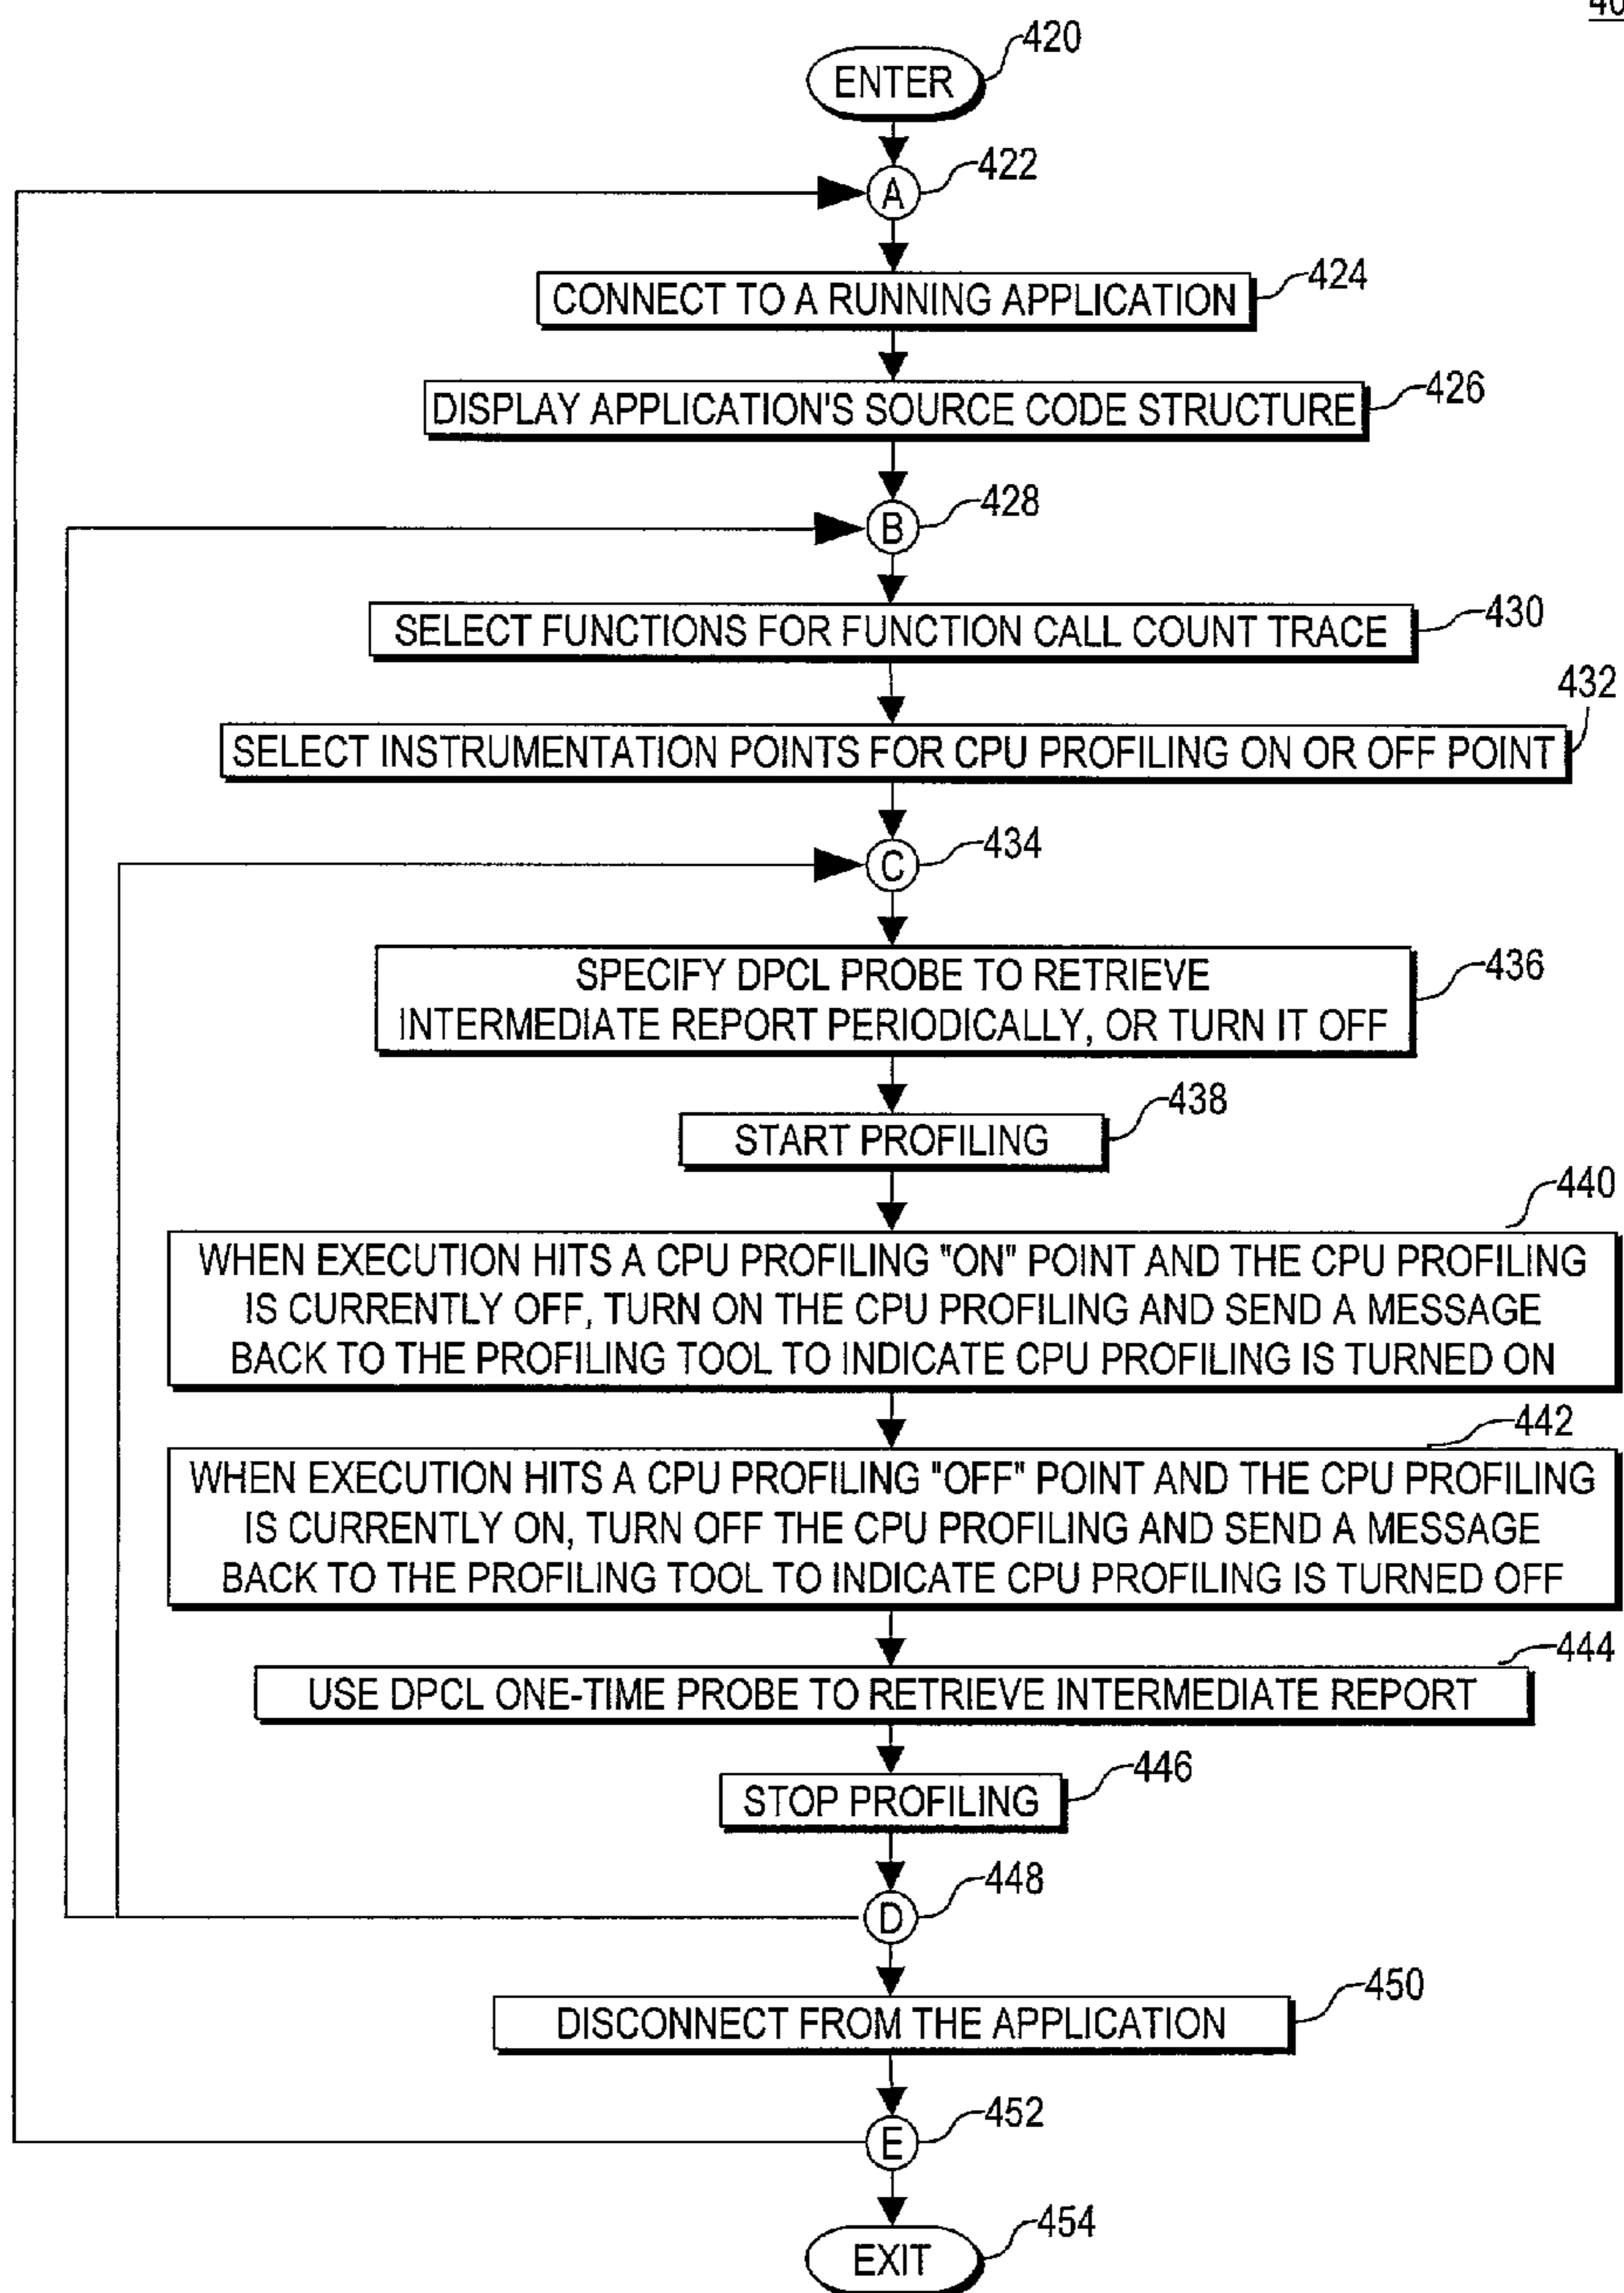 420
ENTER
422
A
424
CONNECT TO A RUNNING APPLICATION
426
DISPLAY APPLICATION'S SOURCE CODE STRUCTURE
428
B
430
SELECT FUNCTIONS FOR FUNCTION CALL COUNT TRACE
432
SELECT INSTRUMENTATION POINTS FOR CPU PROFILING ON OR OFF POINT
434
C
436
SPECIFY DPCL PROBE TO RETRIEVE
INTERMEDIATE REPORT PERIODICALLY, OR TURN IT OFF
438
START PROFILING
440
WHEN EXECUTION HITS A CPU PROFILING "ON" POINT AND THE CPU PROFILING
IS CURRENTLY OFF, TURN ON THE CPU PROFILING AND SEND A MESSAGE
BACK TO THE PROFILING TOOL TO INDICATE CPU PROFILING IS TURNED ON
442
WHEN EXECUTION HITS A CPU PROFILING "OFF" POINT AND THE CPU PROFILING
IS CURRENTLY ON, TURN OFF THE CPU PROFILING AND SEND A MESSAGE
BACK TO THE PROFILING TOOL TO INDICATE CPU PROFILING IS TURNED OFF
444
USE DPCL ONE-TIME PROBE TO RETRIEVE INTERMEDIATE REPORT
446
STOP PROFILING
448
D
450
DISCONNECT FROM THE APPLICATION
452
E
454
EXIT